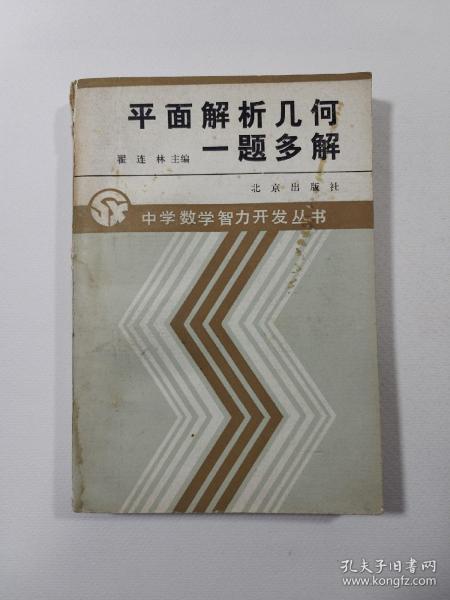 平面解析几何
一题多解
翟连林 主编
北京出版社
中学数学智力开发丛书
孔夫子旧书网
www.kongfz.com